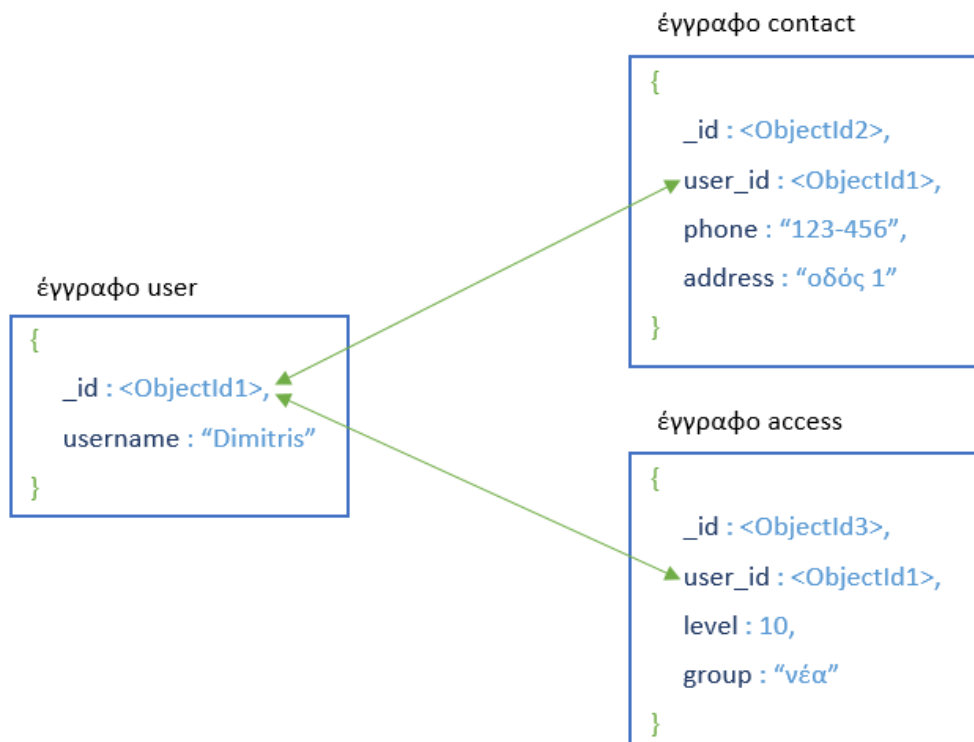 έγγραφο user
{
_id : <ObjectId1>,
username : “Dimitris”
}
έγγραφο contact
{
_id : <ObjectId2>,
user_id : <ObjectId1>,
phone : “123-456”,
address : “οδός 1”
}
έγγραφο access
{
_id : <ObjectId3>,
user_id : <ObjectId1>,
level : 10,
group : “νέα”
}